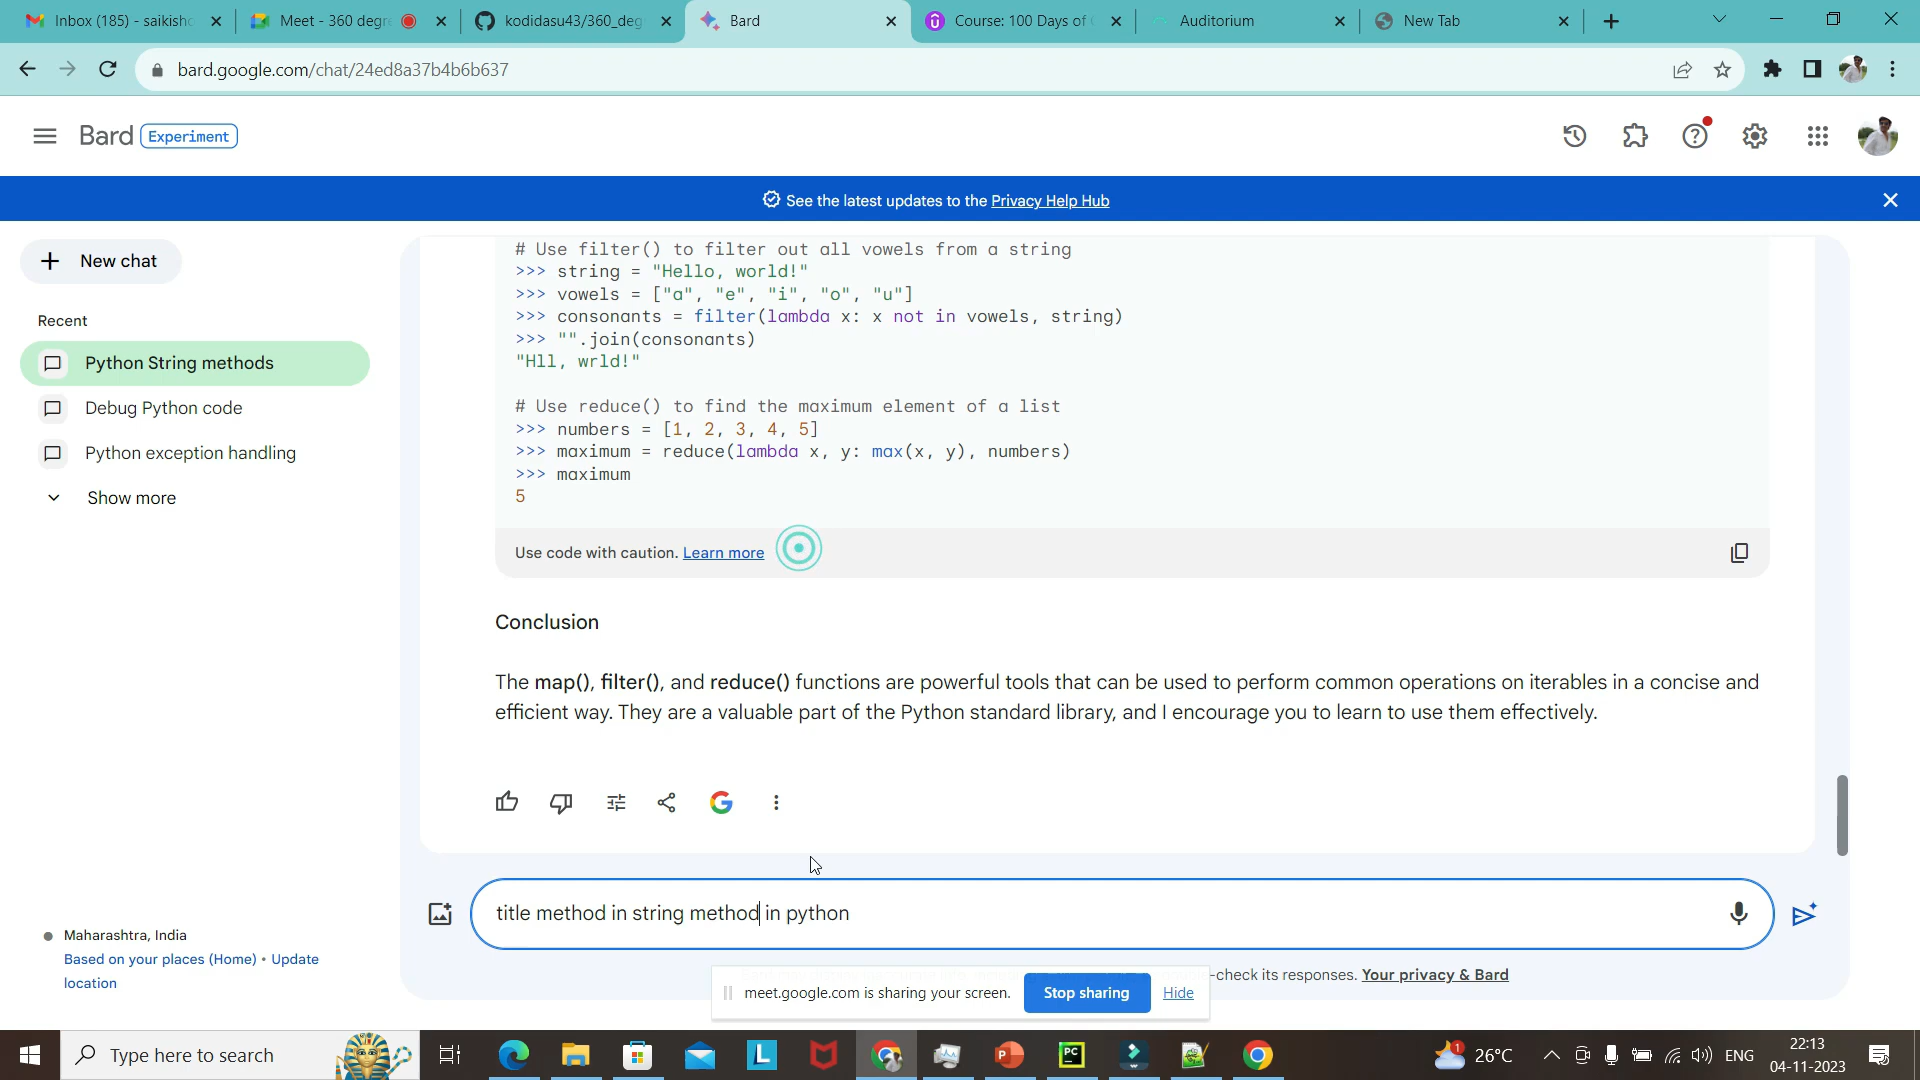 Inbox (185) - saikisho
Meet - 360 degr
kodidasu43/360_deg
Bard
Course: 100 Days of C
Auditorium
New Tab
bard.google.com/chat/24ed8a37b4b6b637
Bard Experiment
See the latest updates to the Privacy Help Hub
New chat
Recent
Python String methods
Debug Python code
Python exception handling
Show more
# Use filter() to filter out all vowels from a string
>>> string = "Hello, world!"
>>> vowels = ["a", "e", "i", "o", "u"]
>>> consonants = filter(lambda x: x not in vowels, string)
>>> "".join(consonants)
"Hll, wrld!"
# Use reduce() to find the maximum element of a list
>>> numbers = [1, 2, 3, 4, 5]
>>> maximum = reduce(lambda x, y: max(x, y), numbers)
>>> maximum
5
Use code with caution. Learn more
Conclusion
The map(), filter(), and reduce() functions are powerful tools that can be used to perform common operations on iterables in a concise and
efficient way. They are a valuable part of the Python standard library, and I encourage you to learn to use them effectively.
title method in string method in python
Maharashtra, India
Based on your places (Home) • Update
location
-check its responses. Your privacy & Bard
meet.google.com is sharing your screen. Stop sharing Hide
Type here to search
L
PC
1
26°C
ENG
22:13
04-11-2023